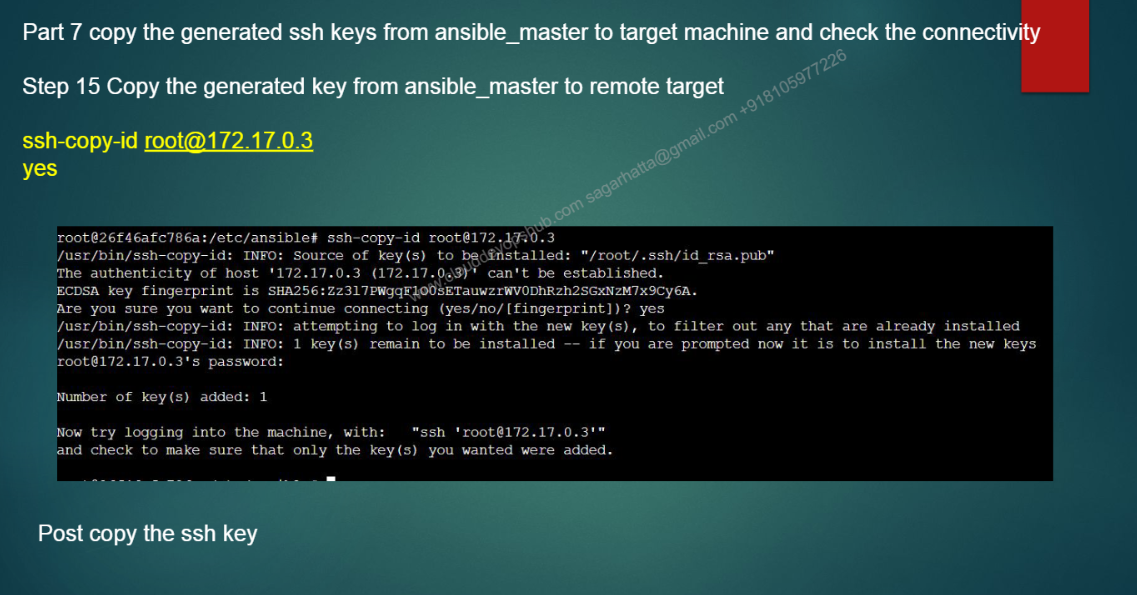 Part 7 copy the generated ssh keys from ansible_master to target machine and check the connectivity
Step 15 Copy the generated key from ansible_master to remote target
ssh-copy-id root@172.17.0.3
yes
www.clouddevopshub.com sagarhatta@gmail.com +918105977226
root@26f46afc786a:/etc/ansible# ssh-copy-id root@172.17.0.3
/usr/bin/ssh-copy-id: INFO: Source of key(s) to be installed: "/root/.ssh/id_rsa.pub"
The authenticity of host '172.17.0.3 (172.17.0.3)' can't be established.
ECDSA key fingerprint is SHA256:Zz3l7PWgqFlO0sETauwzrWV0DhRzh2SGxNzM7x9Cy6A.
Are you sure you want to continue connecting (yes/no/[fingerprint])? yes
/usr/bin/ssh-copy-id: INFO: attempting to log in with the new key(s), to filter out any that are already installed
/usr/bin/ssh-copy-id: INFO: 1 key(s) remain to be installed -- if you are prompted now it is to install the new keys
root@172.17.0.3's password:
Number of key(s) added: 1
Now try logging into the machine, with: "ssh 'root@172.17.0.3'"
and check to make sure that only the key(s) you wanted were added.
Post copy the ssh key